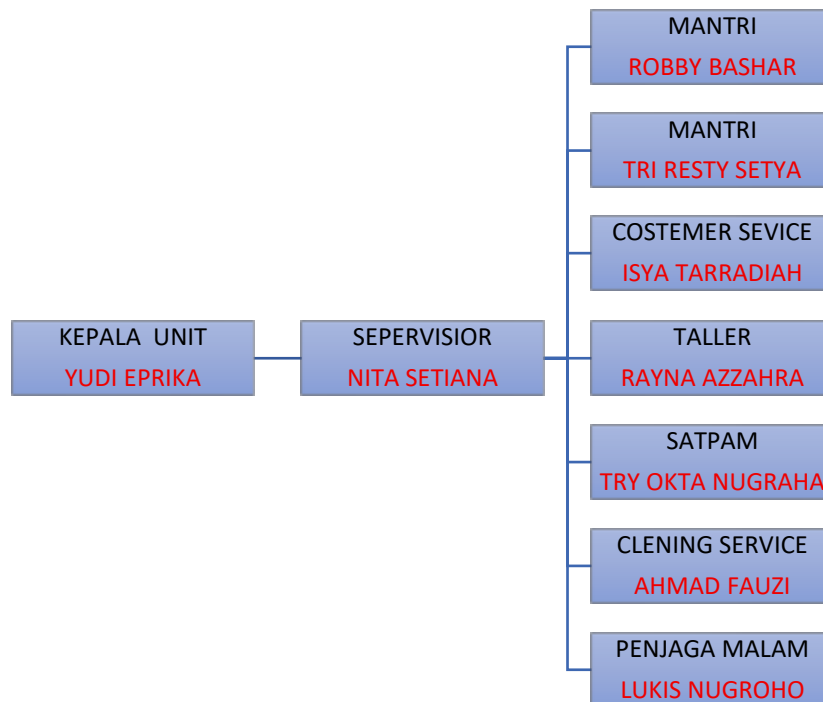 KEPALA UNIT
YUDI EPRIKA
SEPERVISIOR
NITA SETIANA
MANTRI
ROBBY BASHAR
MANTRI
TRI RESTY SETYA
COSTEMER SEVICE
ISYA TARRADIAH
TALLER
RAYNA AZZAHRA
SATPAM
TRY OKTA NUGRAHA
CLENING SERVICE
AHMAD FAUZI
PENJAGA MALAM
LUKIS NUGROHO